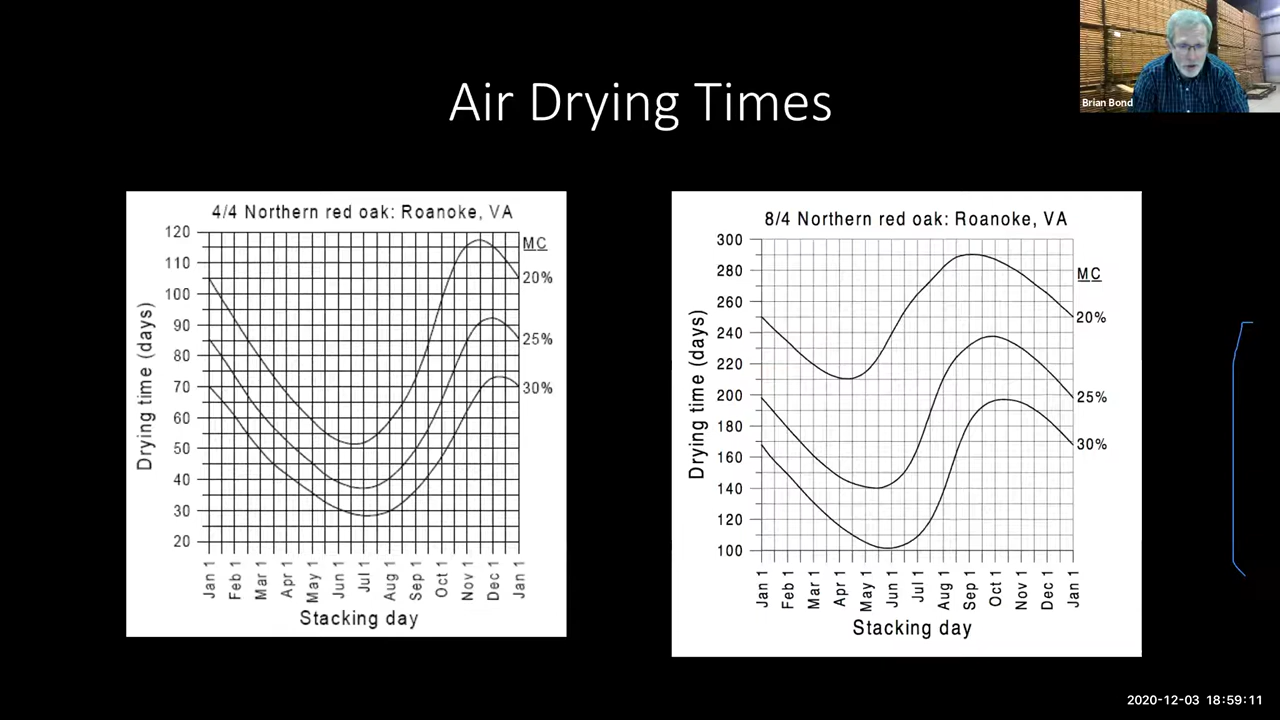 Brian Bond
Air Drying Times
4/4 Northern red oak: Roanoke, VA
120
110
100
90
80
70
60
50
40
30
20
MC
20%
25%
30%
Drying time (days)
Jan 1
Feb 1
Mar 1
Apr 1
May 1
Jun 1
Jul 1
Aug 1
Sep 1
Oct 1
Nov 1
Dec 1
Jan 1
Stacking day
8/4 Northern red oak: Roanoke, VA
300
280
260
240
220
200
180
160
140
120
100
MC
20%
25%
30%
Drying time (days)
Jan 1
Feb 1
Mar 1
Apr 1
May 1
Jun 1
Jul 1
Aug 1
Sep 1
Oct 1
Nov 1
Dec 1
Jan 1
Stacking day
2020-12-03 18:59:11